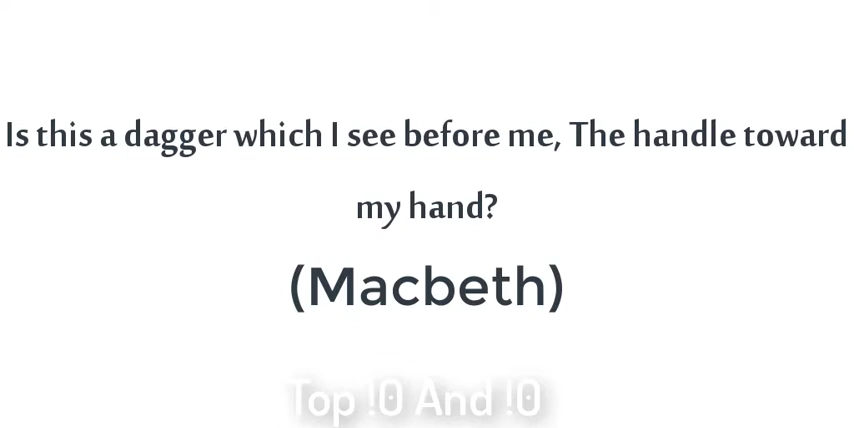 Is this a dagger which I see before me, The handle toward
my hand?
(Macbeth)
Top !0 And !0